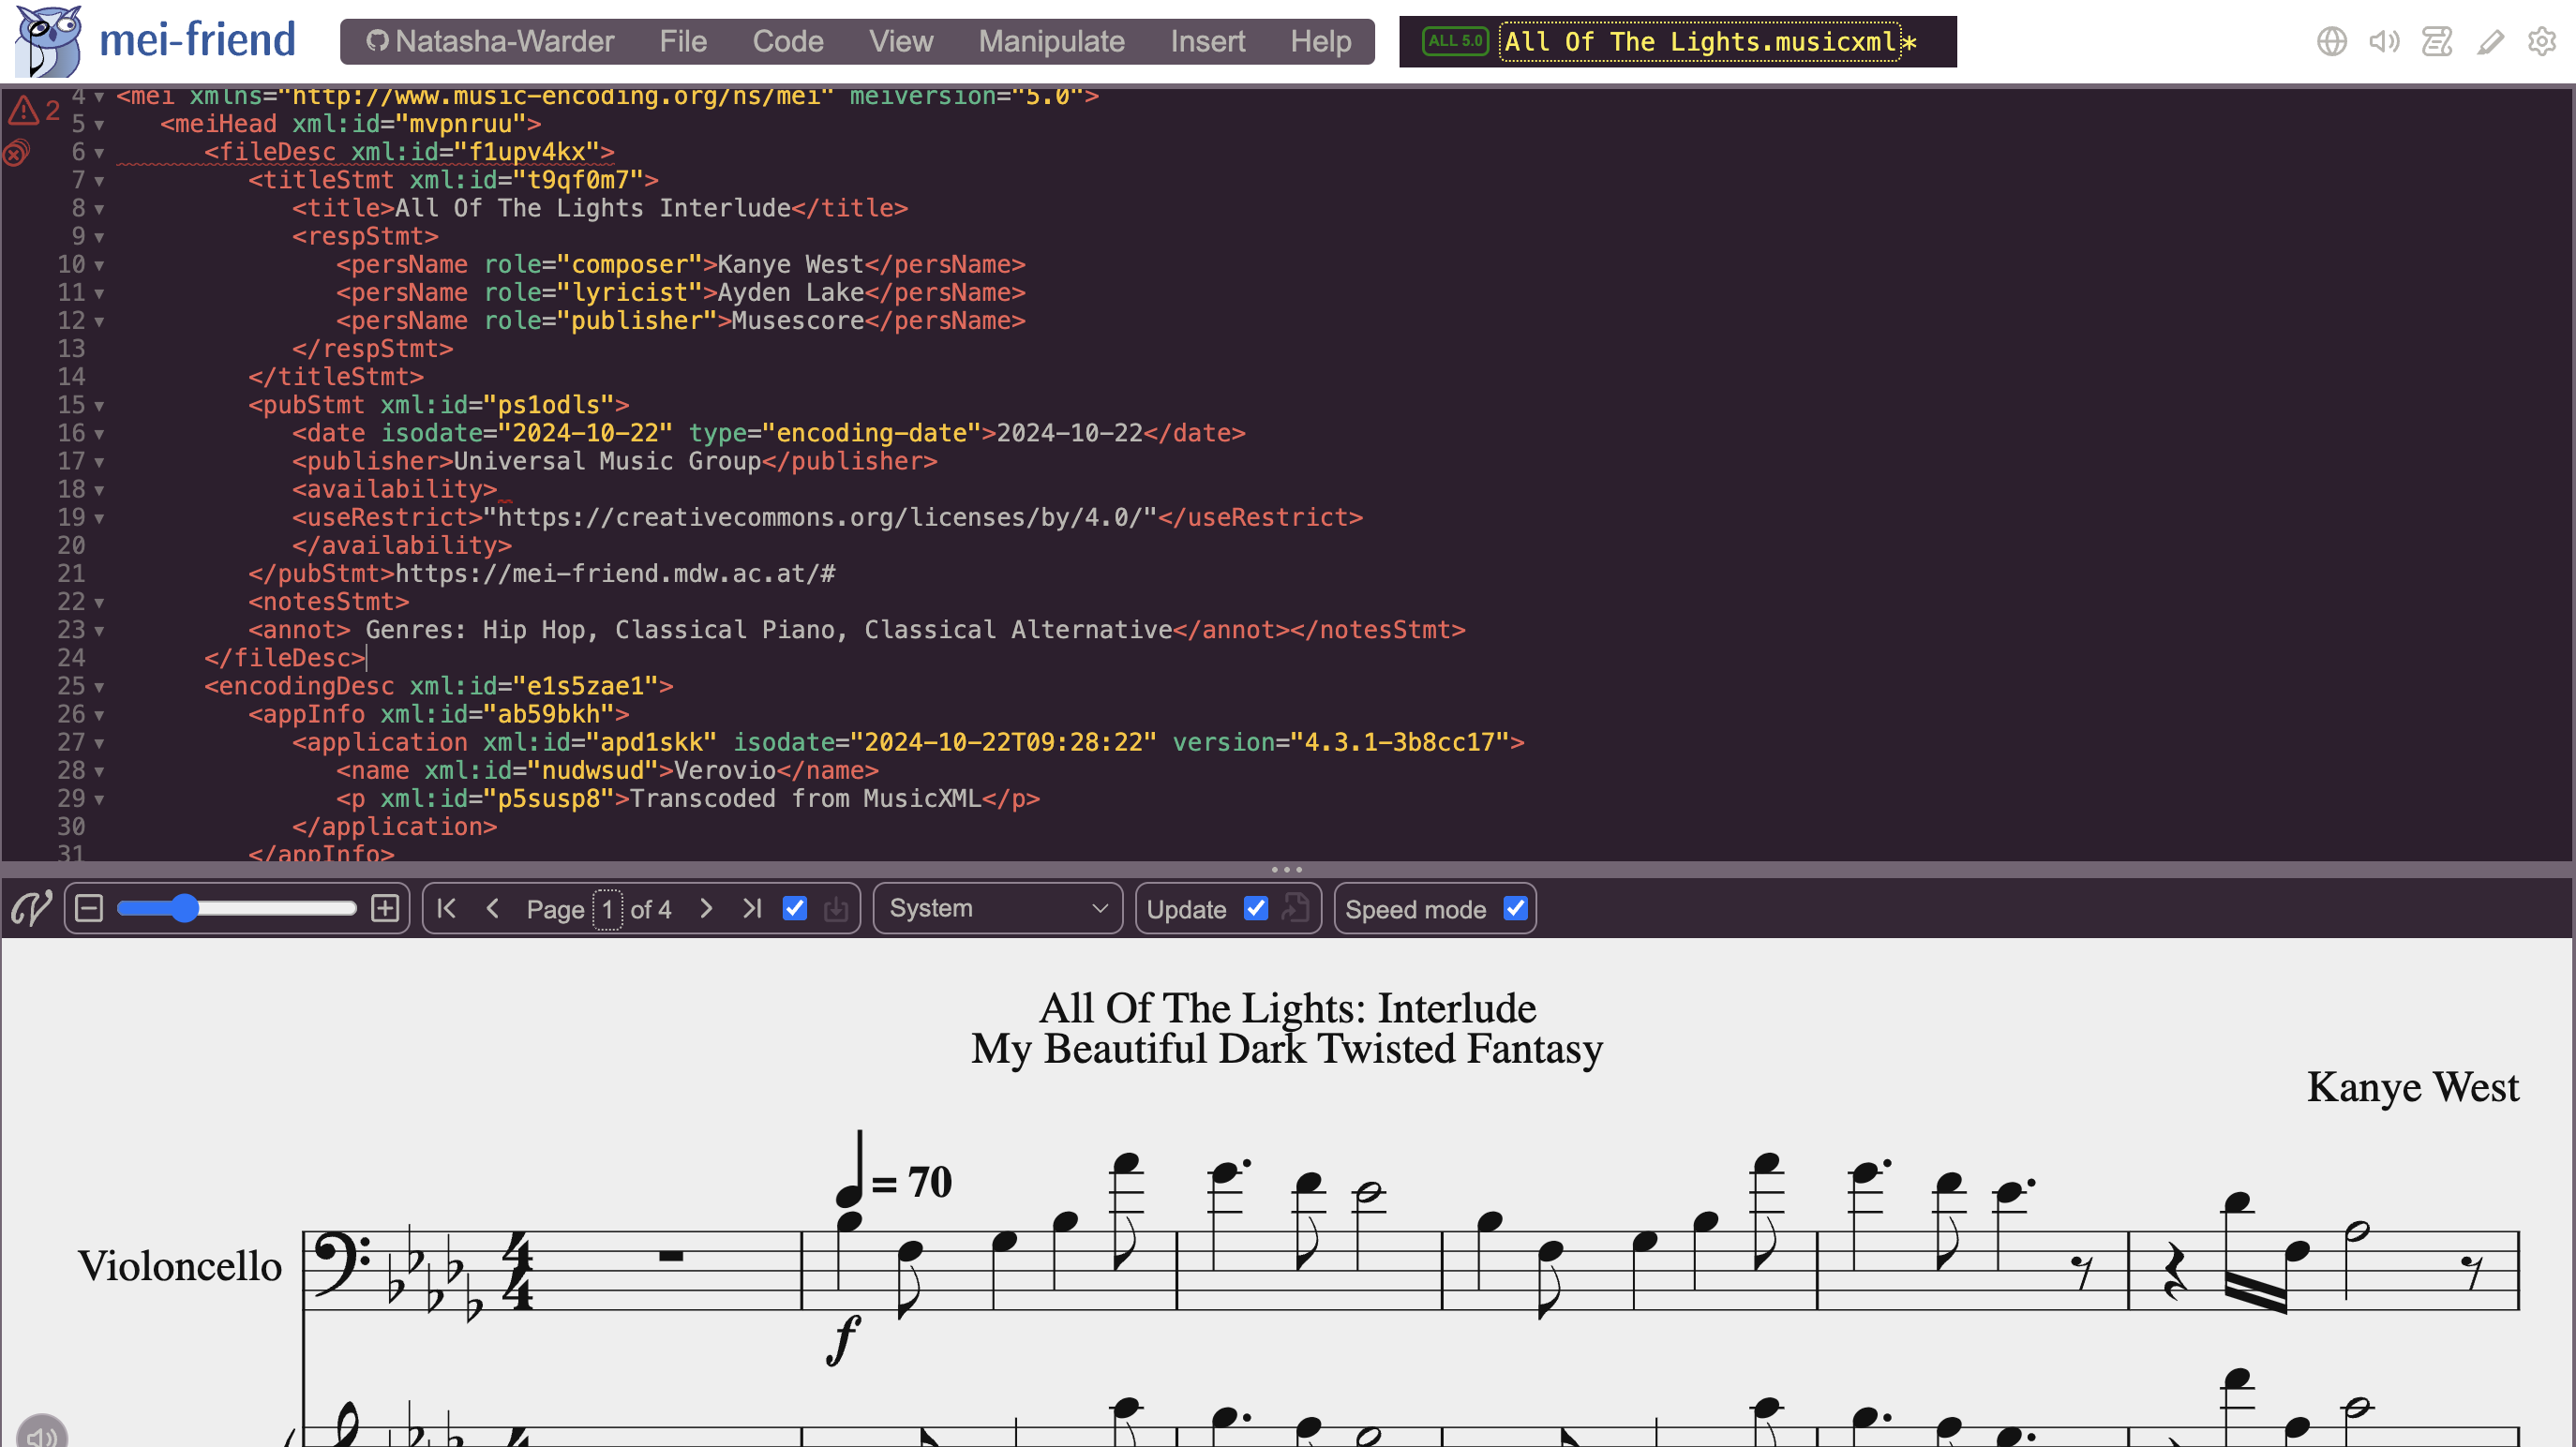 mei-friend Natasha-Warder File Code View Manipulate Insert Help ALL 5.0 All Of The Lights.musicxml*
2
4 <mei xmlns="http://www.music-encoding.org/ns/mei" meiversion="5.0">
5 <meiHead xml:id="mvpnruu">
6 <fileDesc xml:id="f1upv4kx">
7 <titleStmt xml:id="t9qf0m7">
8 <title>All Of The Lights Interlude</title>
9 <respStmt>
10 <persName role="composer">Kanye West</persName>
11 <persName role="lyricist">Ayden Lake</persName>
12 <persName role="publisher">Musescore</persName>
13 </respStmt>
14 </titleStmt>
15 <pubStmt xml:id="ps1odls">
16 <date isodate="2024-10-22" type="encoding-date">2024-10-22</date>
17 <publisher>Universal Music Group</publisher>
18 <availability>
19 <useRestrict>"https://creativecommons.org/licenses/by/4.0/"</useRestrict>
20 </availability>
21 </pubStmt>https://mei-friend.mdw.ac.at/#
22 <notesStmt>
23 <annot> Genres: Hip Hop, Classical Piano, Classical Alternative</annot></notesStmt>
24 </fileDesc>
25 <encodingDesc xml:id="e1s5zae1">
26 <appInfo xml:id="ab59bkh">
27 <application xml:id="apd1skk" isodate="2024-10-22T09:28:22" version="4.3.1-3b8cc17">
28 <name xml:id="nudwsud">Verovio</name>
29 <p xml:id="p5susp8">Transcoded from MusicXML</p>
30 </application>
31 </appInfo>
Page 1 of 4 System Update Speed mode
All Of The Lights: Interlude
My Beautiful Dark Twisted Fantasy
Kanye West
= 70
Violoncello
4
4
f